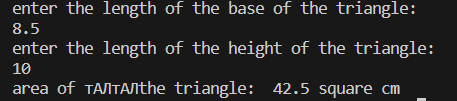 enter the length of the base of the triangle:
8.5
enter the length of the height of the triangle:
10
area of тАЛтАЛthe triangle:  42.5 square cm